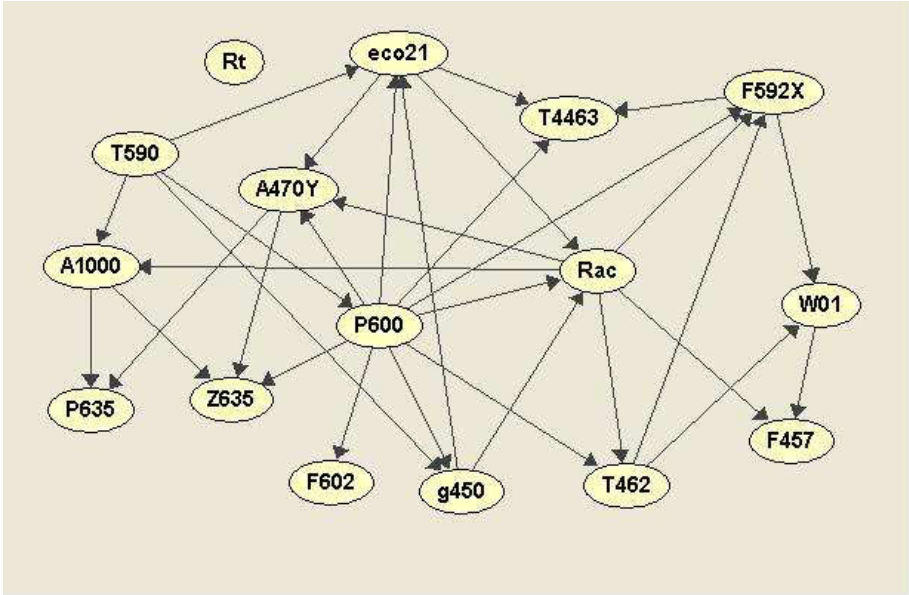 eco21
Rt
F592X
T4463
T590
A470Y
A1000
Rac
W01
P600
Z635
P635
F457
F602
g450
T462